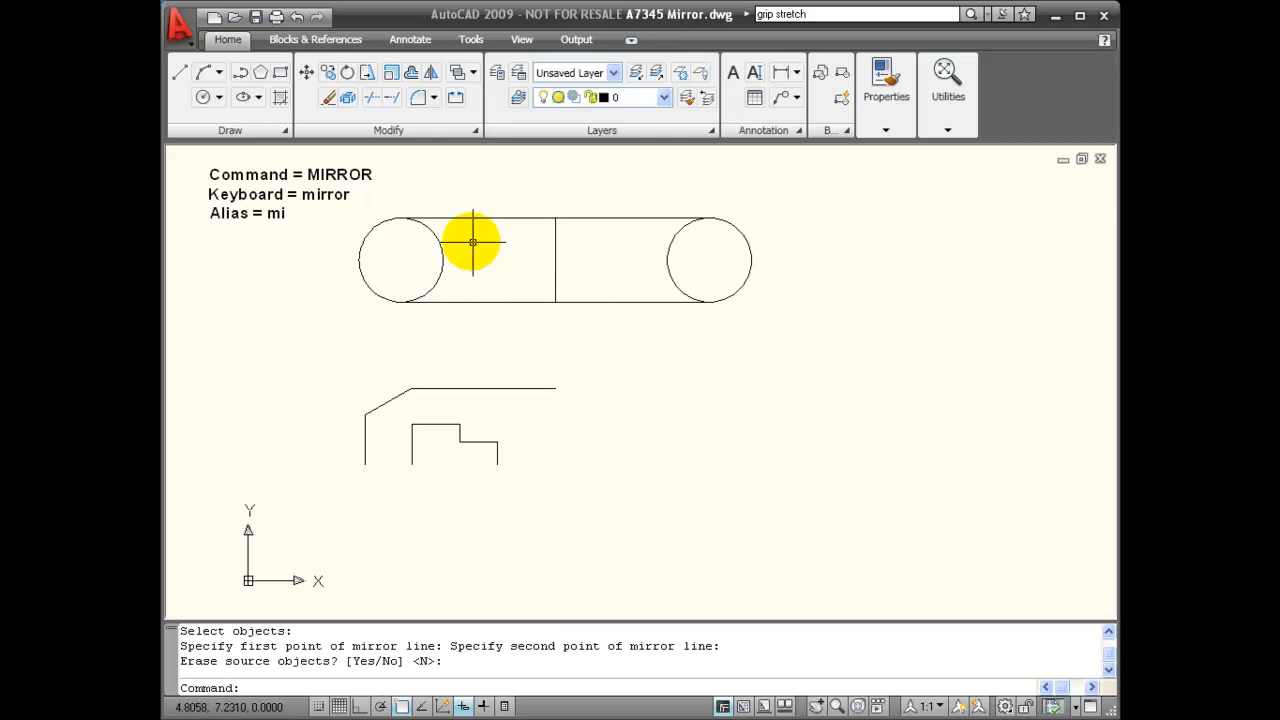 AutoCAD 2009 - NOT FOR RESALE A7345 Mirror.dwg
grip stretch
Home
Blocks & References
Annotate
Tools
View
Output
Unsaved Layer
0
Properties
Utilities
Draw
Modify
Layers
Annotation
B...
Command = MIRROR
Keyboard = mirror
Alias = mi
Y
X
Select objects:
Specify first point of mirror line: Specify second point of mirror line:
Erase source objects? [Yes/No] <N>:
Command:
4.8058, 7.2310, 0.0000
1:1